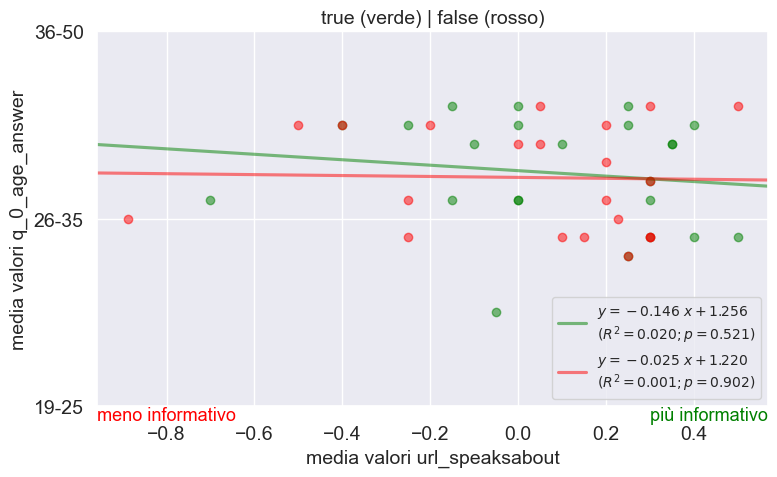 true (verde) | false (rosso)
36-50
26-35
19-25
media valori q_0_age_answer
y = −0.146 x + 1.256
(R² = 0.020; p = 0.521)
y = −0.025 x + 1.220
(R² = 0.001; p = 0.902)
meno informativo
più informativo
−0.8 −0.6 −0.4 −0.2 0.0 0.2 0.4
media valori url_speaksabout